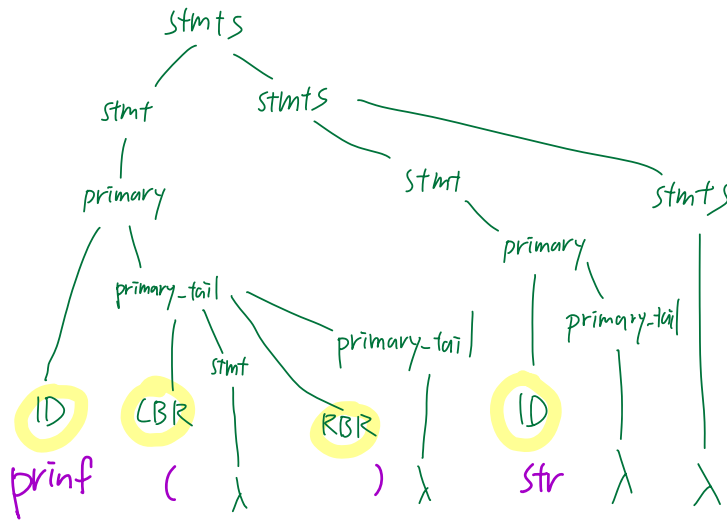 stmts
stmt stmts
primary stmt stmts
primary_tail primary
stmt primary_tail primary_tail
ID CBR RBR ID
prinf ( λ ) λ str λ λ